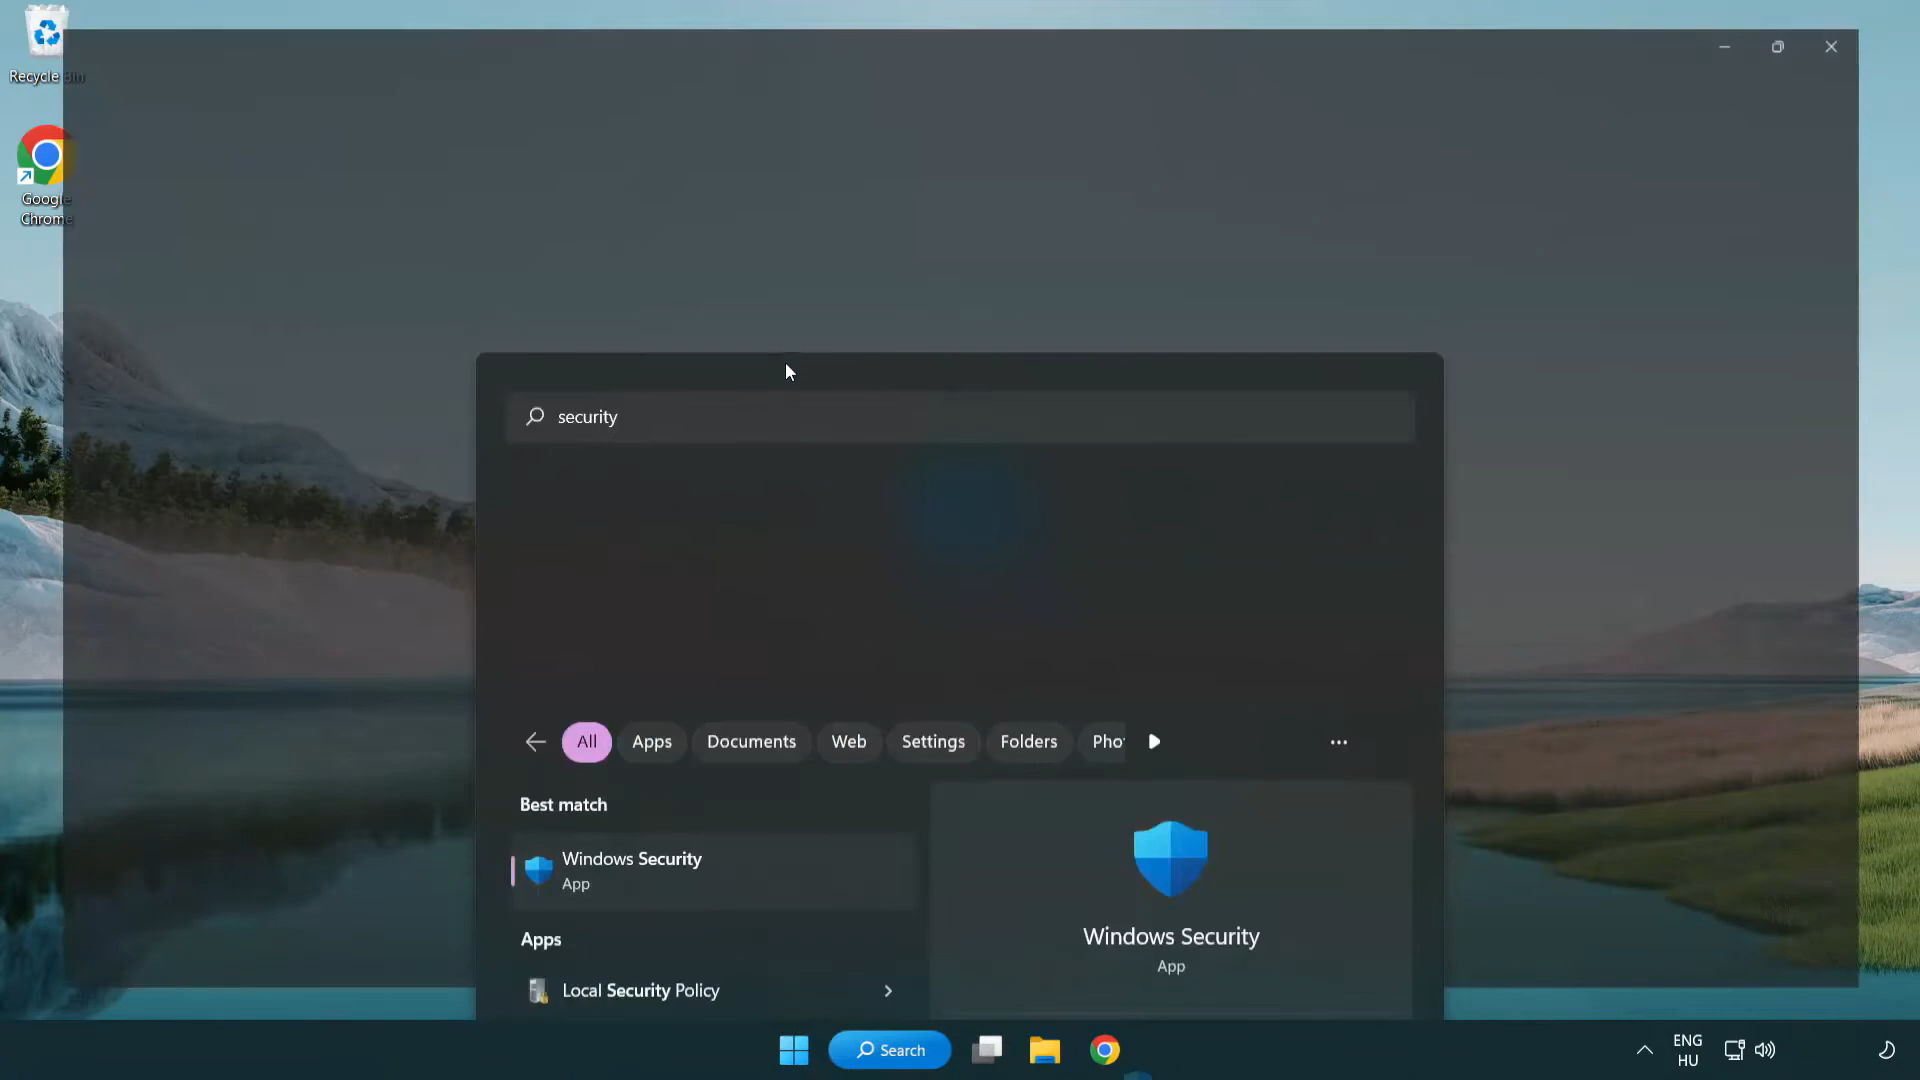 Recycle Bin
Google
Chrome
security
All
Apps
Documents
Web
Settings
Folders
Best match
Windows Security
App
Apps
Local Security Policy
Windows Security
App
Search
ENG
HU